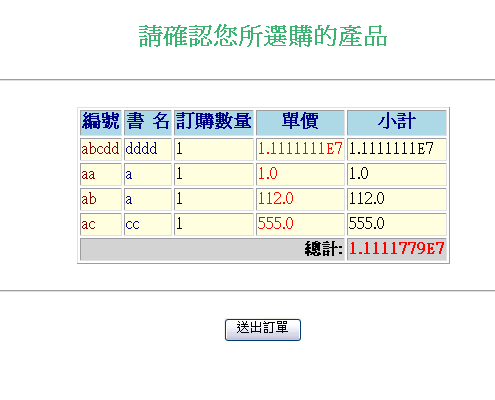 請確認您所選購的產品
編號 書 名 訂購數量 單價 小計
abcdd dddd 1 1.1111111E7 1.1111111E7
aa a 1 1.0 1.0
ab a 1 112.0 112.0
ac cc 1 555.0 555.0
總計: 1.1111779E7
送出訂單